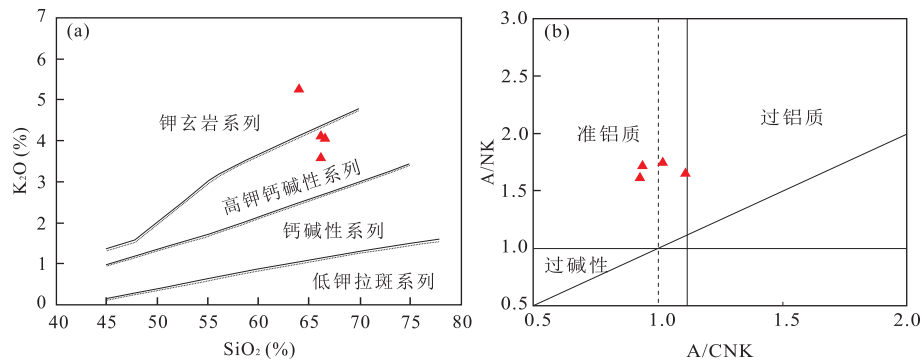 (a)
7
6
5
4
3
2
1
0
K₂O (%)
钾玄岩系列
高钾钙碱性系列
钙碱性系列
低钾拉斑系列
40
45
50
55
60
65
70
75
80
SiO₂ (%)
(b)
3.0
2.5
2.0
1.5
1.0
0.5
A/NK
准铝质
过铝质
过碱性
0.5
1.0
1.5
2.0
A/CNK